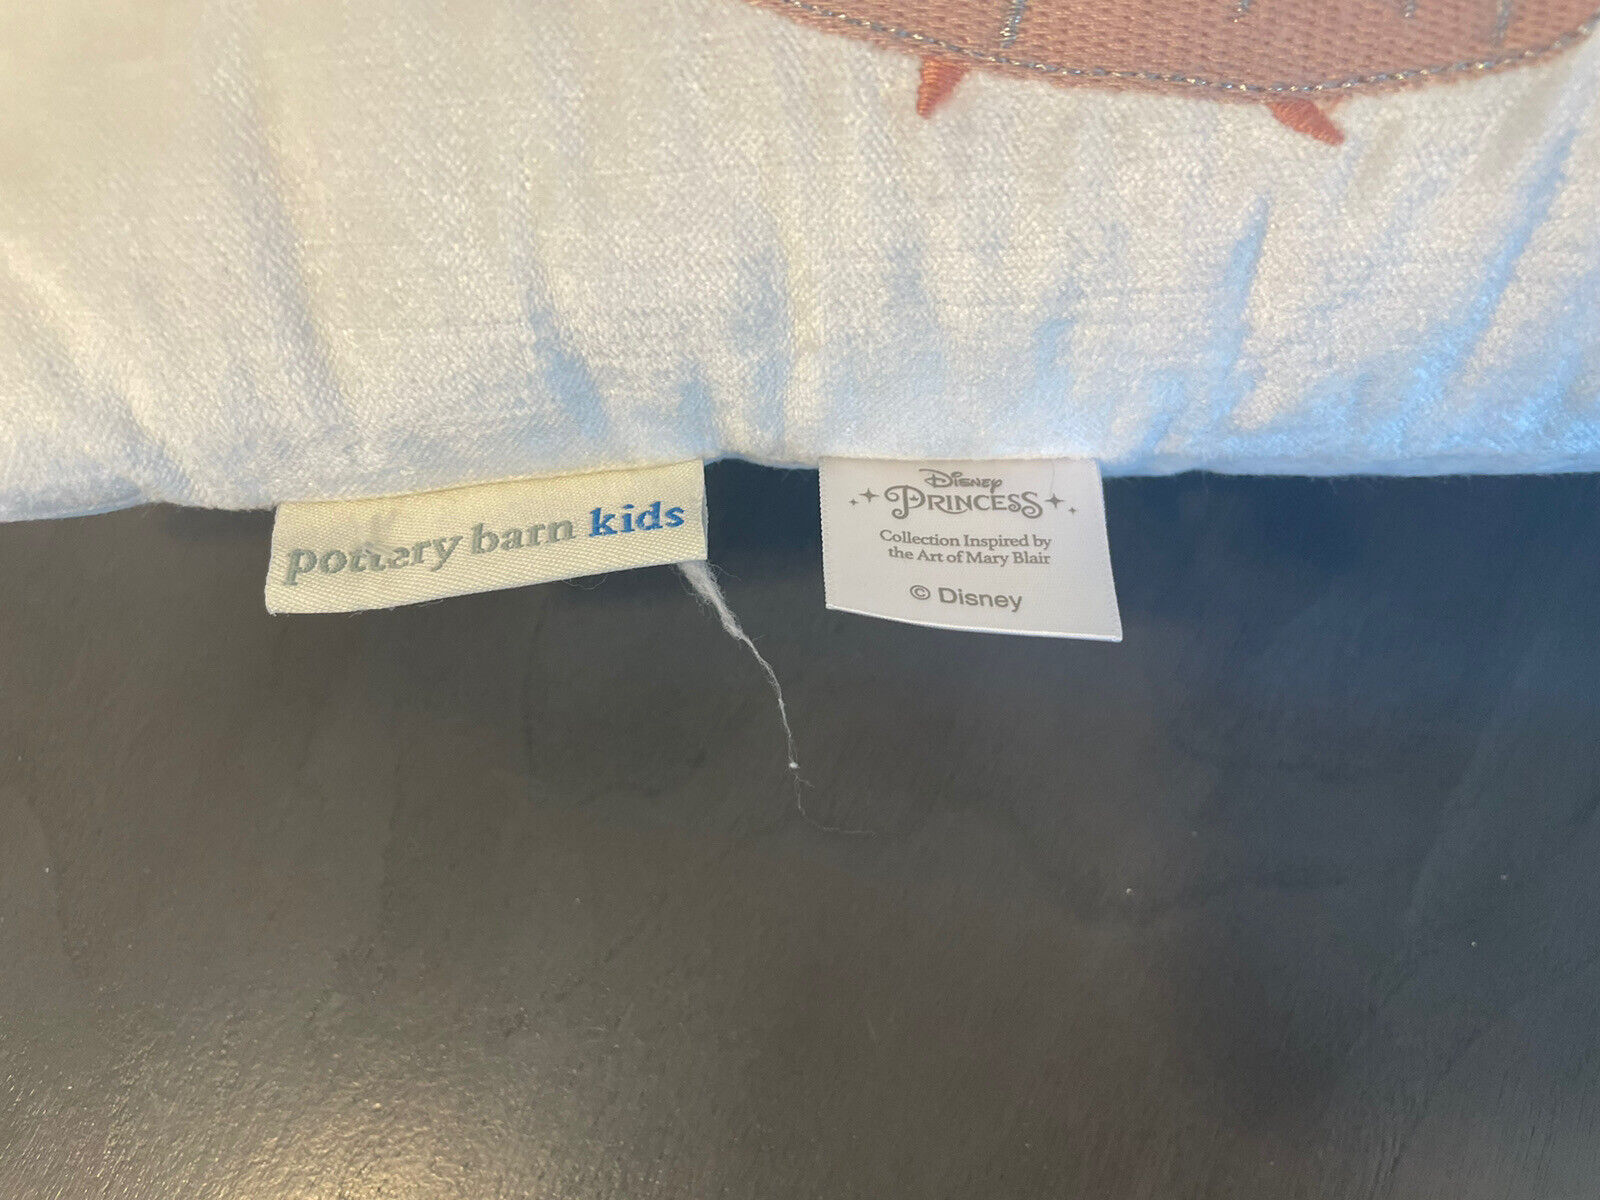 pottery barn kids
Disney
Princess
Collection Inspired by
the Art of Mary Blair
© Disney